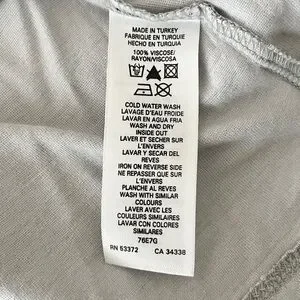 MADE IN TURKEY
FABRIQUE EN TURQUIE
HECHO EN TURQUIA
100% VISCOSE/
RAYON/VISCOSA
COLD WATER WASH
LAVAGE D'EAU FROIDE
LAVAR EN AGUA FRIA
WASH AND DRY
INSIDE OUT
LAVER ET SECHER SUR
L'ENVERS
LAVAR Y SECAR DEL
REVES
IRON ON REVERSE SIDE
NE REPASSER QUE SUR
L'ENVERS
PLANCHE AL REVES
WASH WITH SIMILAR
COLOURS
LAVER AVEC LES
COULEURS SIMILAIRES
LAVAR CON COLORES
SIMILARES
76E7G
RN 53372 CA 34338